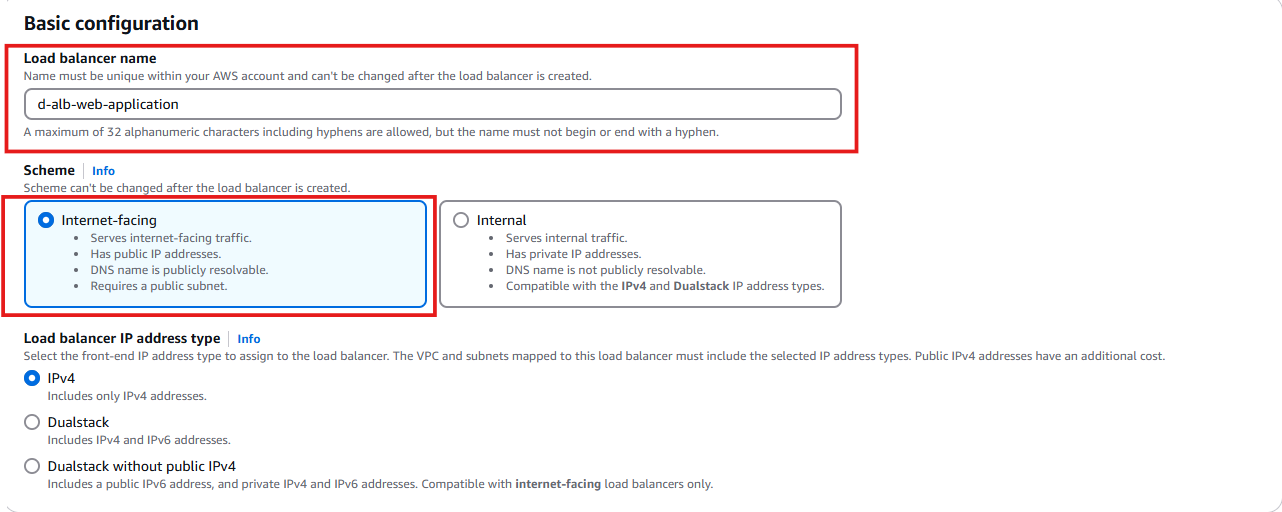 Basic configuration
Load balancer name
Name must be unique within your AWS account and can't be changed after the load balancer is created.
d-alb-web-application
A maximum of 32 alphanumeric characters including hyphens are allowed, but the name must not begin or end with a hyphen.
Scheme | Info
Scheme can't be changed after the load balancer is created.
Internet-facing
• Serves internet-facing traffic.
• Has public IP addresses.
• DNS name is publicly resolvable.
• Requires a public subnet.
Internal
• Serves internal traffic.
• Has private IP addresses.
• DNS name is not publicly resolvable.
• Compatible with the IPv4 and Dualstack IP address types.
Load balancer IP address type | Info
Select the front-end IP address type to assign to the load balancer. The VPC and subnets mapped to this load balancer must include the selected IP address types. Public IPv4 addresses have an additional cost.
IPv4
Includes only IPv4 addresses.
Dualstack
Includes IPv4 and IPv6 addresses.
Dualstack without public IPv4
Includes a public IPv6 address, and private IPv4 and IPv6 addresses. Compatible with internet-facing load balancers only.